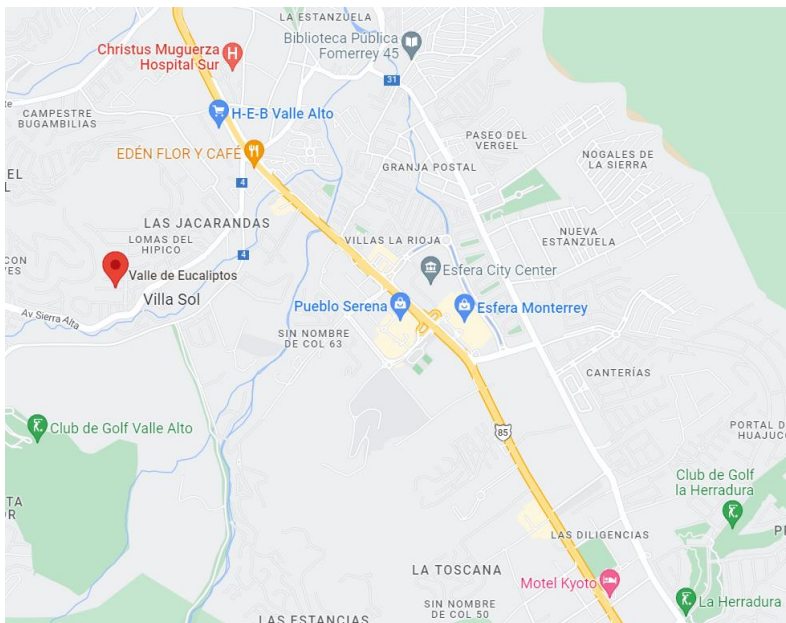 LA ESTANZUELA
Biblioteca Pública
Fomerrey 45
Christus Muguerza
Hospital Sur
H
31
CAMPESTRE
BUGAMBILIAS
H-E-B Valle Alto
PASEO DEL
VERGEL
EDÉN FLOR Y CAFÉ
NOGALES DE
LA SIERRA
GRANJA POSTAL
EL
4
LAS JACARANDAS
LOMAS DEL
HIPICO
VILLAS LA RIOJA
NUEVA
ESTANZUELA
4
Valle de Eucaliptos
Esfera City Center
Villa Sol
Pueblo Serena
Esfera Monterrey
Av Sierra Alta
SIN NOMBRE
DE COL 63
CANTERÍAS
Club de Golf Valle Alto
85
PORTAL D
HUAJUCO
Club de Golf
la Herradura
LAS DILIGENCIAS
LA TOSCANA
Motel Kyoto
SIN NOMBRE
DE COL 50
La Herradura
LAS ESTANCIAS